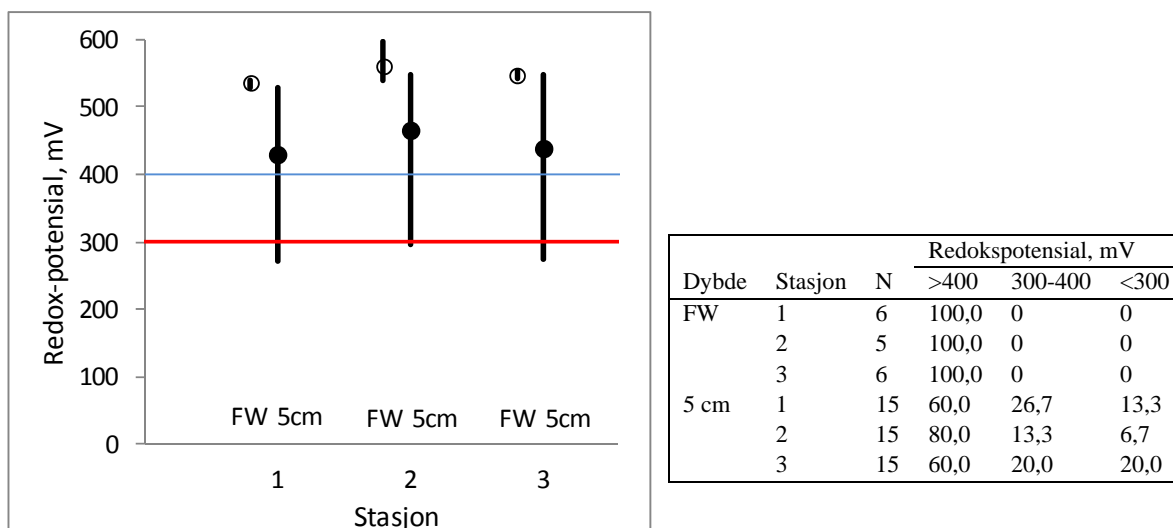 Redox-potensial, mV
600
500
400
300
200
100
0
FW 5cm FW 5cm FW 5cm
1 2 3
Stasjon
Redokspotensial, mV
Dybde Stasjon N >400 300-400 <300
FW 1 6 100,0 0 0
2 5 100,0 0 0
3 6 100,0 0 0
5 cm 1 15 60,0 26,7 13,3
2 15 80,0 13,3 6,7
3 15 60,0 20,0 20,0